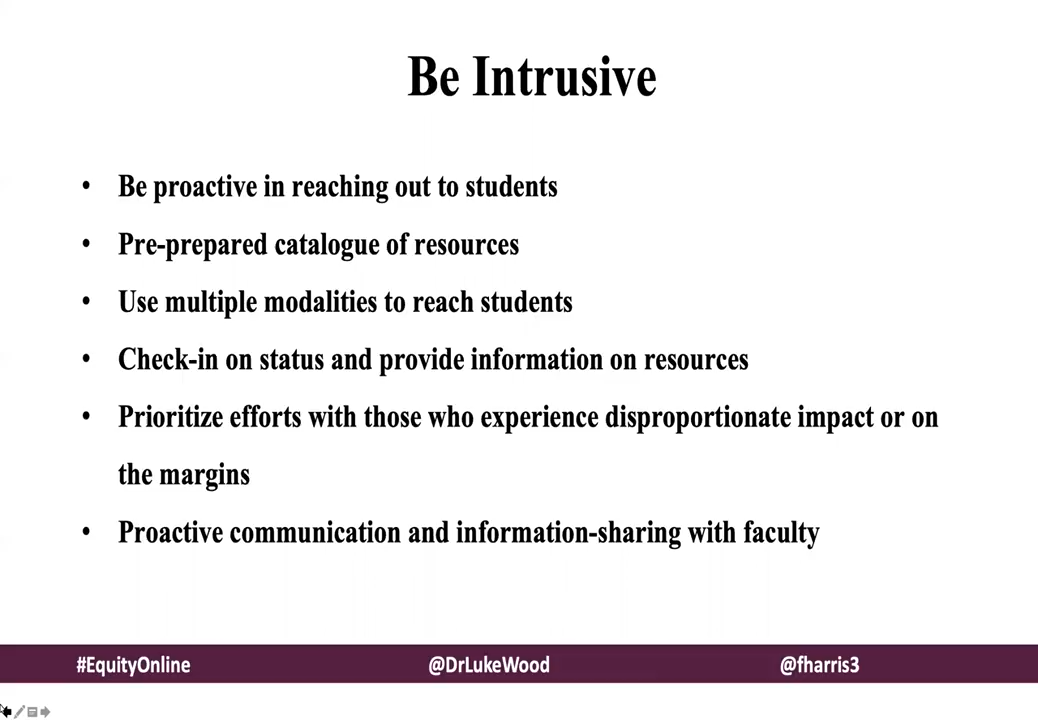 Be Intrusive
• Be proactive in reaching out to students
• Pre-prepared catalogue of resources
• Use multiple modalities to reach students
• Check-in on status and provide information on resources
• Prioritize efforts with those who experience disproportionate impact or on
the margins
• Proactive communication and information-sharing with faculty
#EquityOnline @DrLukeWood @fharris3